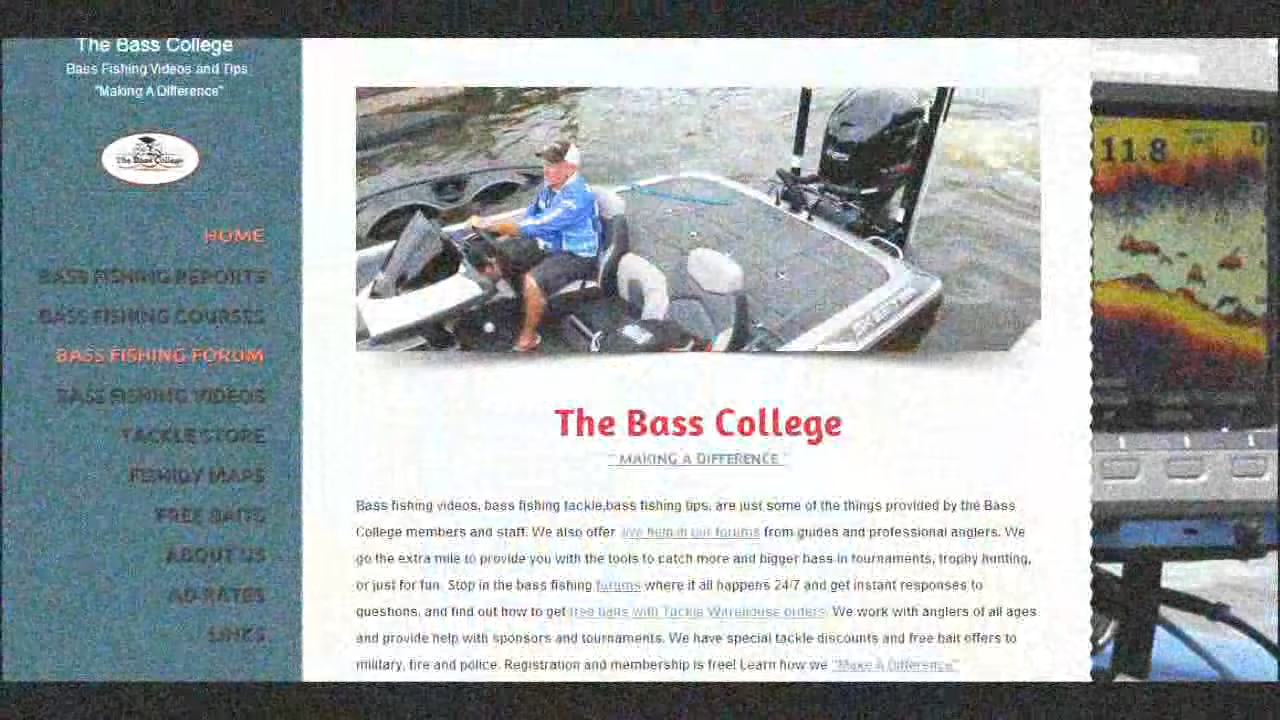 The Bass College
Bass Fishing Videos and Tips
"Making A Difference"
The Bass College
HOME
BASS FISHING REPORTS
BASS FISHING COURSES
BASS FISHING FORUM
BASS FISHING VIDEOS
TACKLE STORE
FISHIDY MAPS
FREE BAITS
ABOUT US
AD RATES
LINKS
The Bass College
" MAKING A DIFFERENCE "
Bass fishing videos, bass fishing tackle,bass fishing tips, are just some of the things provided by the Bass
College members and staff. We also offer live help in our forums from guides and professional anglers. We
go the extra mile to provide you with the tools to catch more and bigger bass in tournaments, trophy hunting,
or just for fun. Stop in the bass fishing forums where it all happens 24/7 and get instant responses to
questions, and find out how to get free baits with Tackle Warehouse orders. We work with anglers of all ages
and provide help with sponsors and tournaments. We have special tackle discounts and free bait offers to
military, fire and police. Registration and membership is free! Learn how we "Make A Difference"
11.8